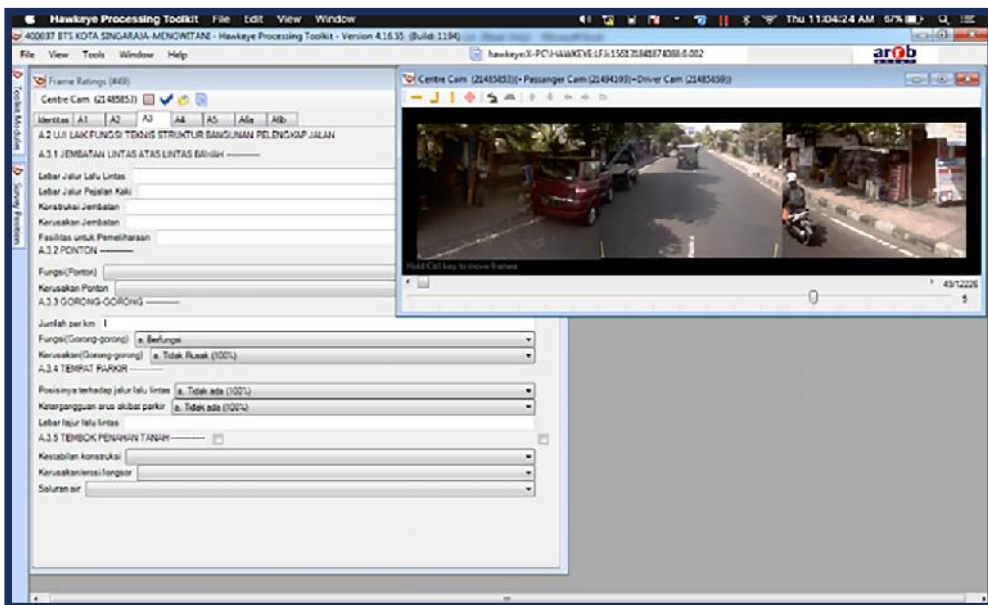 Hawkeye Processing Toolkit File Edit View Window Thu 11:04:24 AM 67%
400037 BTS KOTA SINGARAJA-MENGWITANI - Hawkeye Processing Toolkit - Version 4.16.55 (Build: 1194)
File View Tools Window Help
arrb
Toolkit Modules
Survey Position
Frame Ratings (#49)
Centre Cam (21485853)
Identitas A1 A2 A3 A4 A5 A6a A6b
A.2 UJI LAIK FUNGSI TEKNIS STRUKTUR BANGUNAN PELENGKAP JALAN
A.3.1 JEMBATAN LINTAS ATAS LINTAS BAWAH
Lebar Jalur Lalu Lintas
Lebar Jalur Pejalan Kaki
Konstruksi Jembatan
Kerusakan Jembatan
Fasilitas untuk Pemeliharaan
A.3.2 PONTON
Fungsi(Ponton)
Kerusakan Ponton
A.3.3 GORONG-GORONG
Jumlah per km 1
Fungsi(Gorong-gorong) a. Berfungsi
Kerusakan(Gorong-gorong) a. Tidak Rusak (100%)
A.3.4 TEMPAT PARKIR
Posisinya terhadap jalur lalu lintas a. Tidak ada (100%)
Ketergangguan arus akibat parkir a. Tidak ada (100%)
Lebar lajur lalu lintas
A.3.5 TEMBOK PENAHAN TANAH
Kestabilan konstruksi
Kerusakan/erosi/longsor
Saluran air
Centre Cam (21485853)(+ Passanger Cam (21494103)+Driver Cam (21485859))
Hold Ctrl key to move frames
49/12226
5